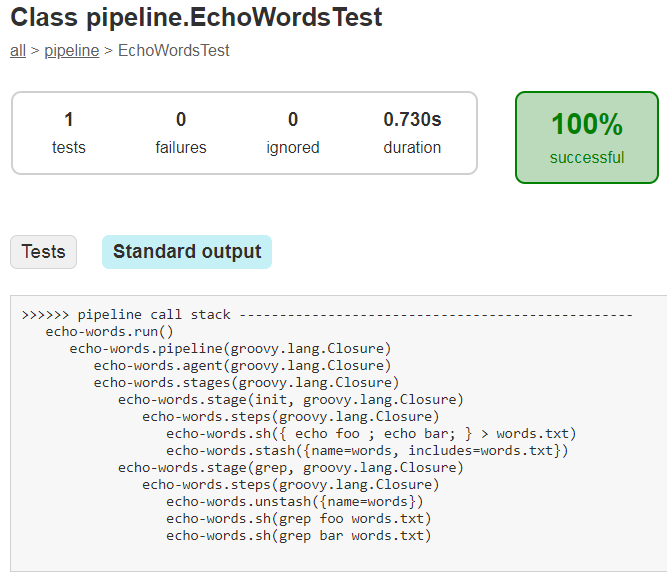 Class pipeline.EchoWordsTest
all > pipeline > EchoWordsTest
1 0 0 0.730s
tests failures ignored duration
100%
successful
Tests Standard output
>>>>>> pipeline call stack -------------------------------------------------
   echo-words.run()
      echo-words.pipeline(groovy.lang.Closure)
         echo-words.agent(groovy.lang.Closure)
         echo-words.stages(groovy.lang.Closure)
            echo-words.stage(init, groovy.lang.Closure)
               echo-words.steps(groovy.lang.Closure)
                  echo-words.sh({ echo foo ; echo bar; } > words.txt)
                  echo-words.stash({name=words, includes=words.txt})
            echo-words.stage(grep, groovy.lang.Closure)
               echo-words.steps(groovy.lang.Closure)
                  echo-words.unstash({name=words})
                  echo-words.sh(grep foo words.txt)
                  echo-words.sh(grep bar words.txt)